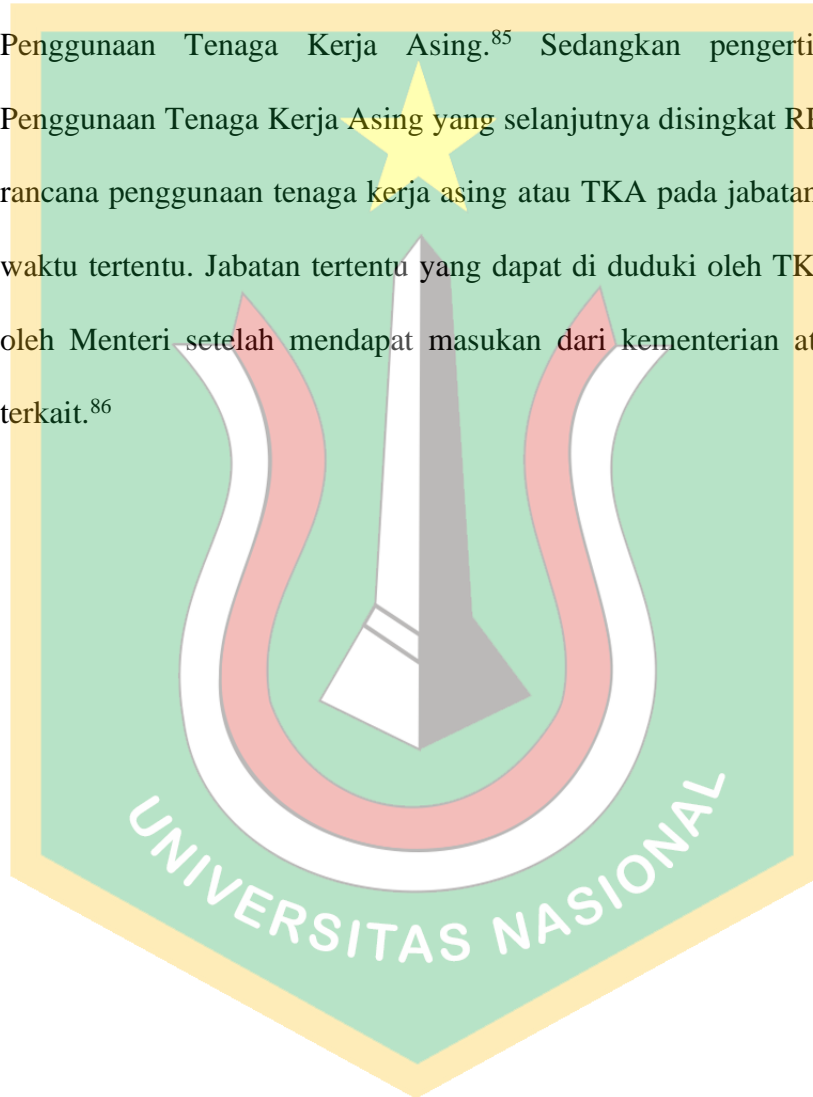 Penggunaan Tenaga Kerja Asing.⁸⁵ Sedangkan pengerti
Penggunaan Tenaga Kerja Asing yang selanjutnya disingkat
rancana penggunaan tenaga kerja asing atau TKA pada jabatan
waktu tertentu. Jabatan tertentu yang dapat di duduki oleh TK
oleh Menteri setelah mendapat masukan dari kementerian at
terkait.⁸⁶
UNIVERSITAS NASIONAL